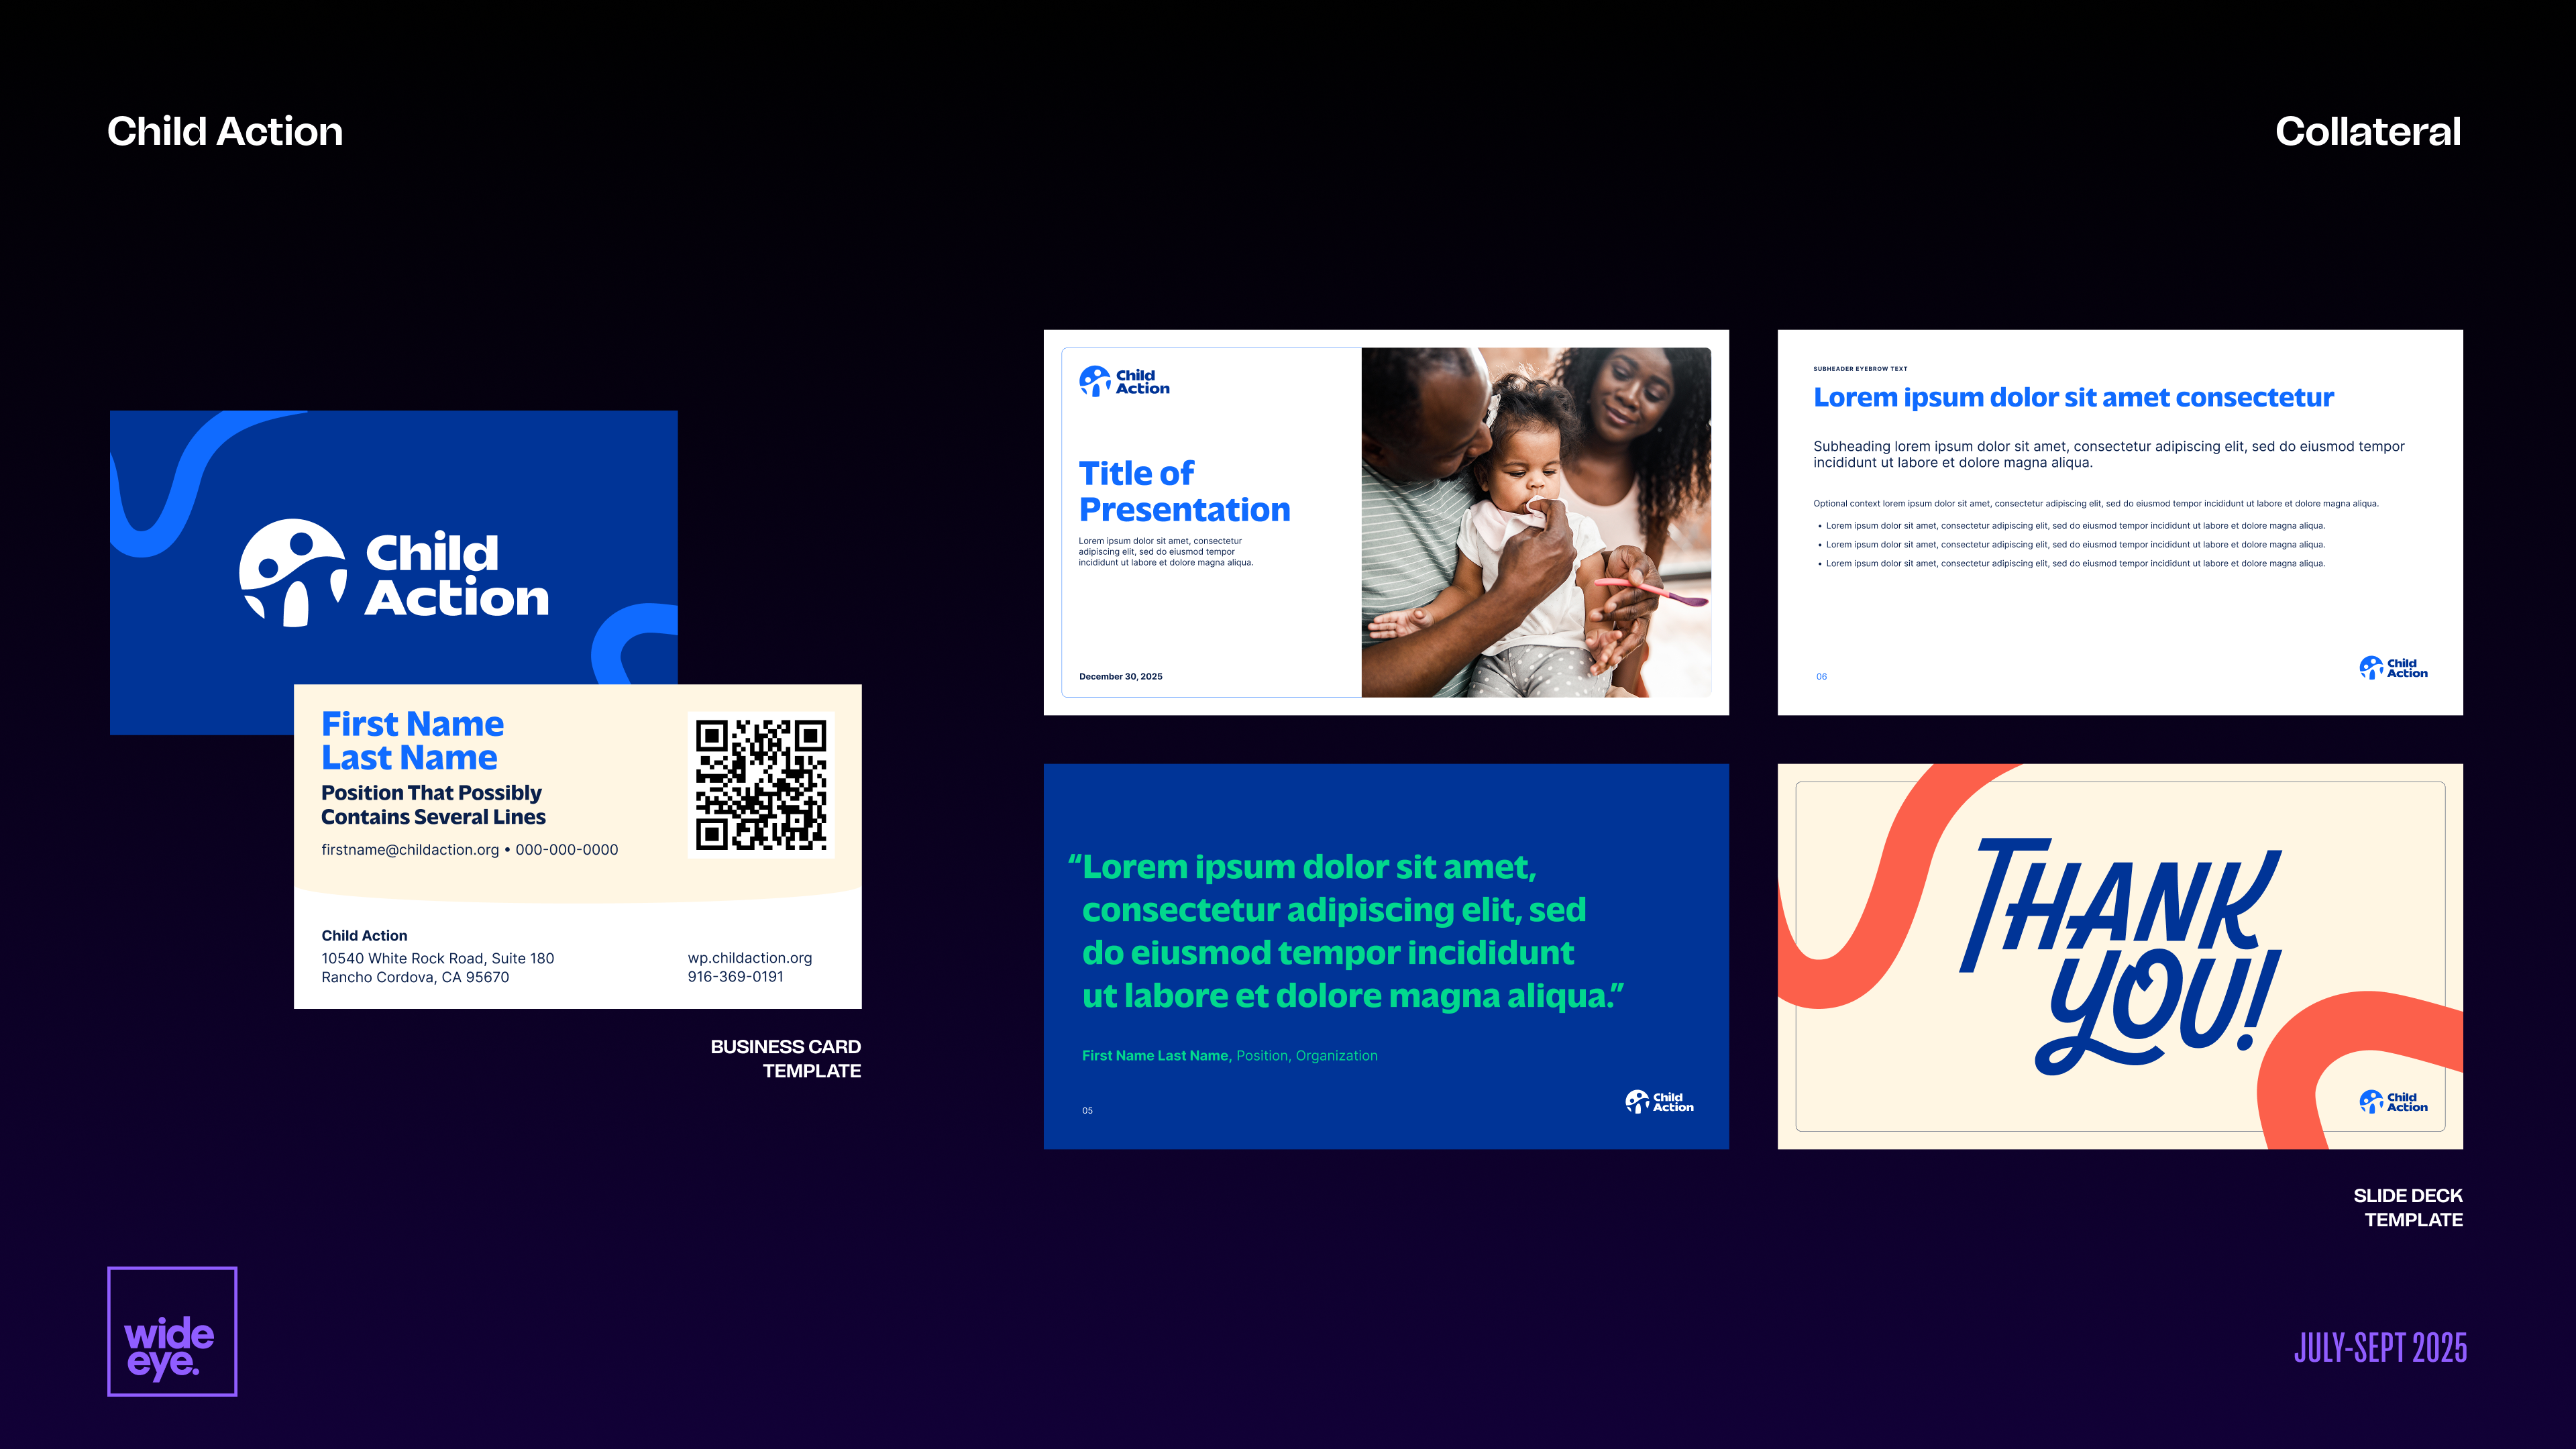 Child Action
Collateral
Child
Action
First Name
Last Name
Position That Possibly
Contains Several Lines
firstname@childaction.org • 000-000-0000
Child Action
10540 White Rock Road, Suite 180
Rancho Cordova, CA 95670
wp.childaction.org
916-369-0191
BUSINESS CARD
TEMPLATE
Child
Action
Title of
Presentation
Lorem ipsum dolor sit amet, consectetur
adipiscing elit, sed do eiusmod tempor
incididunt ut labore et dolore magna aliqua.
December 30, 2025
SUBHEADER EYEBROW TEXT
Lorem ipsum dolor sit amet consectetur
Subheading lorem ipsum dolor sit amet, consectetur adipiscing elit, sed do eiusmod tempor
incididunt ut labore et dolore magna aliqua.
Optional context lorem ipsum dolor sit amet, consectetur adipiscing elit, sed do eiusmod tempor incididunt ut labore et dolore magna aliqua.
• Lorem ipsum dolor sit amet, consectetur adipiscing elit, sed do eiusmod tempor incididunt ut labore et dolore magna aliqua.
• Lorem ipsum dolor sit amet, consectetur adipiscing elit, sed do eiusmod tempor incididunt ut labore et dolore magna aliqua.
• Lorem ipsum dolor sit amet, consectetur adipiscing elit, sed do eiusmod tempor incididunt ut labore et dolore magna aliqua.
06
Child
Action
“Lorem ipsum dolor sit amet,
consectetur adipiscing elit, sed
do eiusmod tempor incididunt
ut labore et dolore magna aliqua.”
First Name Last Name, Position, Organization
05
Child
Action
THANK
YOU!
Child
Action
SLIDE DECK
TEMPLATE
wide
eye.
JULY-SEPT 2025